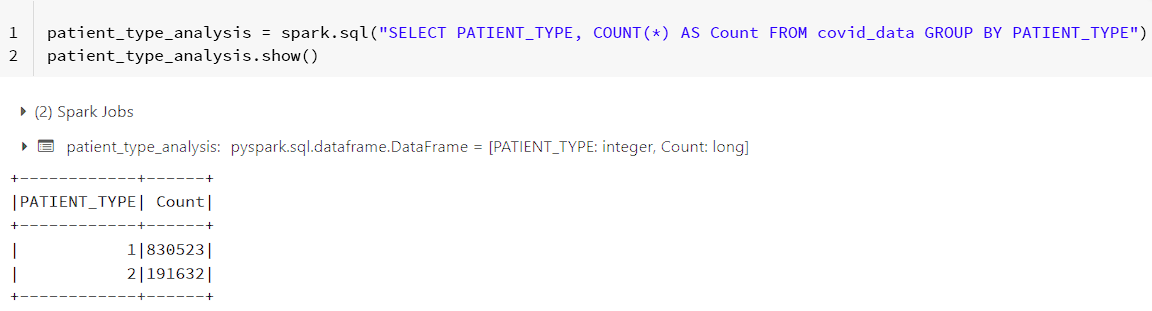 1 patient_type_analysis = spark.sql("SELECT PATIENT_TYPE, COUNT(*) AS Count FROM covid_data GROUP BY PATIENT_TYPE")
2 patient_type_analysis.show()
(2) Spark Jobs
patient_type_analysis: pyspark.sql.dataframe.DataFrame = [PATIENT_TYPE: integer, Count: long]
+------------+------+
|PATIENT_TYPE| Count|
+------------+------+
|           1|830523|
|           2|191632|
+------------+------+